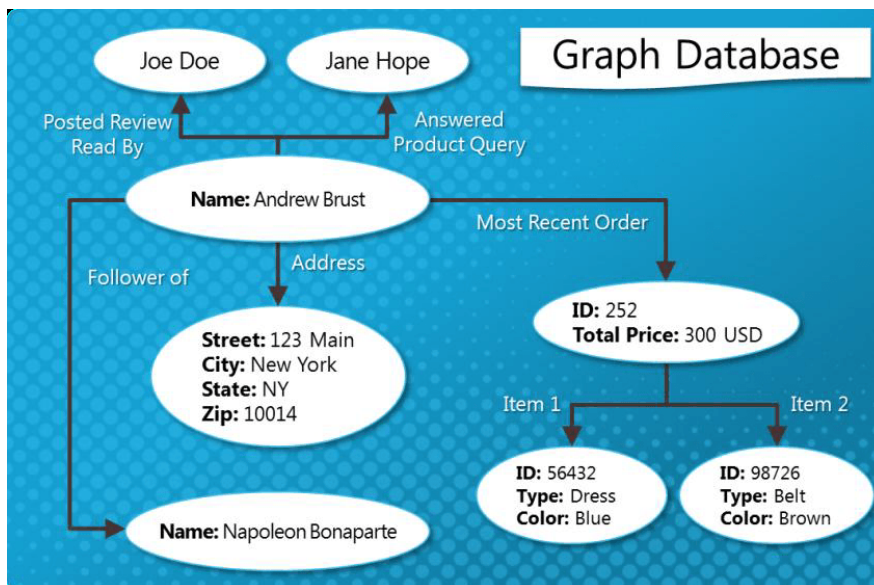 Graph Database
Joe Doe
Jane Hope
Posted Review
Read By
Answered
Product Query
Name: Andrew Brust
Most Recent Order
Follower of
Address
ID: 252
Total Price: 300 USD
Street: 123 Main
City: New York
State: NY
Zip: 10014
Item 1
Item 2
ID: 56432
Type: Dress
Color: Blue
ID: 98726
Type: Belt
Color: Brown
Name: Napoleon Bonaparte